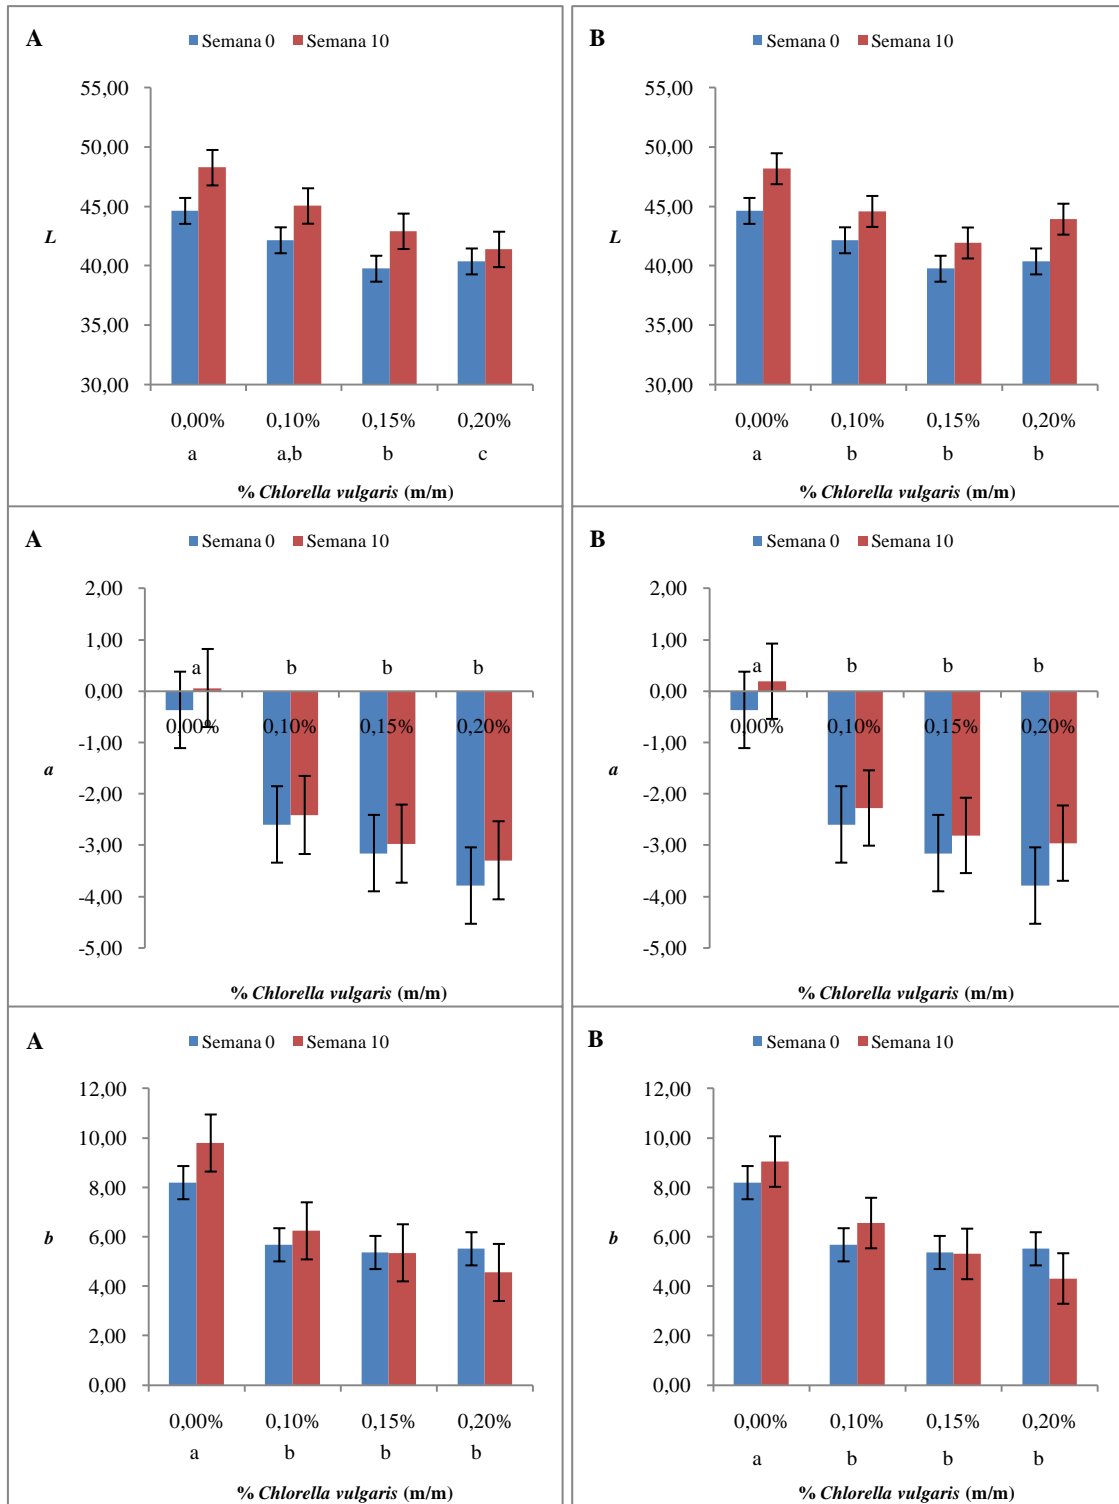 A
Semana 0 Semana 10
55,00
50,00
45,00
L
40,00
35,00
30,00
0,00% 0,10% 0,15% 0,20%
a a,b b c
% Chlorella vulgaris (m/m)
B
Semana 0 Semana 10
55,00
50,00
45,00
L
40,00
35,00
30,00
0,00% 0,10% 0,15% 0,20%
a b b b
% Chlorella vulgaris (m/m)
A
Semana 0 Semana 10
2,00
1,00
a b b b
0,00
0,00% 0,10% 0,15% 0,20%
-1,00
a
-2,00
-3,00
-4,00
-5,00
% Chlorella vulgaris (m/m)
B
Semana 0 Semana 10
2,00
1,00
a b b b
0,00
0,00% 0,10% 0,15% 0,20%
-1,00
a
-2,00
-3,00
-4,00
-5,00
% Chlorella vulgaris (m/m)
A
Semana 0 Semana 10
12,00
10,00
8,00
b
6,00
4,00
2,00
0,00
0,00% 0,10% 0,15% 0,20%
a b b b
% Chlorella vulgaris (m/m)
B
Semana 0 Semana 10
12,00
10,00
8,00
b
6,00
4,00
2,00
0,00
0,00% 0,10% 0,15% 0,20%
a b b b
% Chlorella vulgaris (m/m)